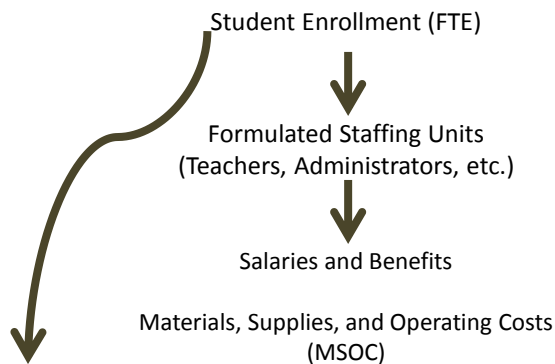 Student Enrollment (FTE)
Formulated Staffing Units
(Teachers, Administrators, etc.)
Salaries and Benefits
Materials, Supplies, and Operating Costs
(MSOC)